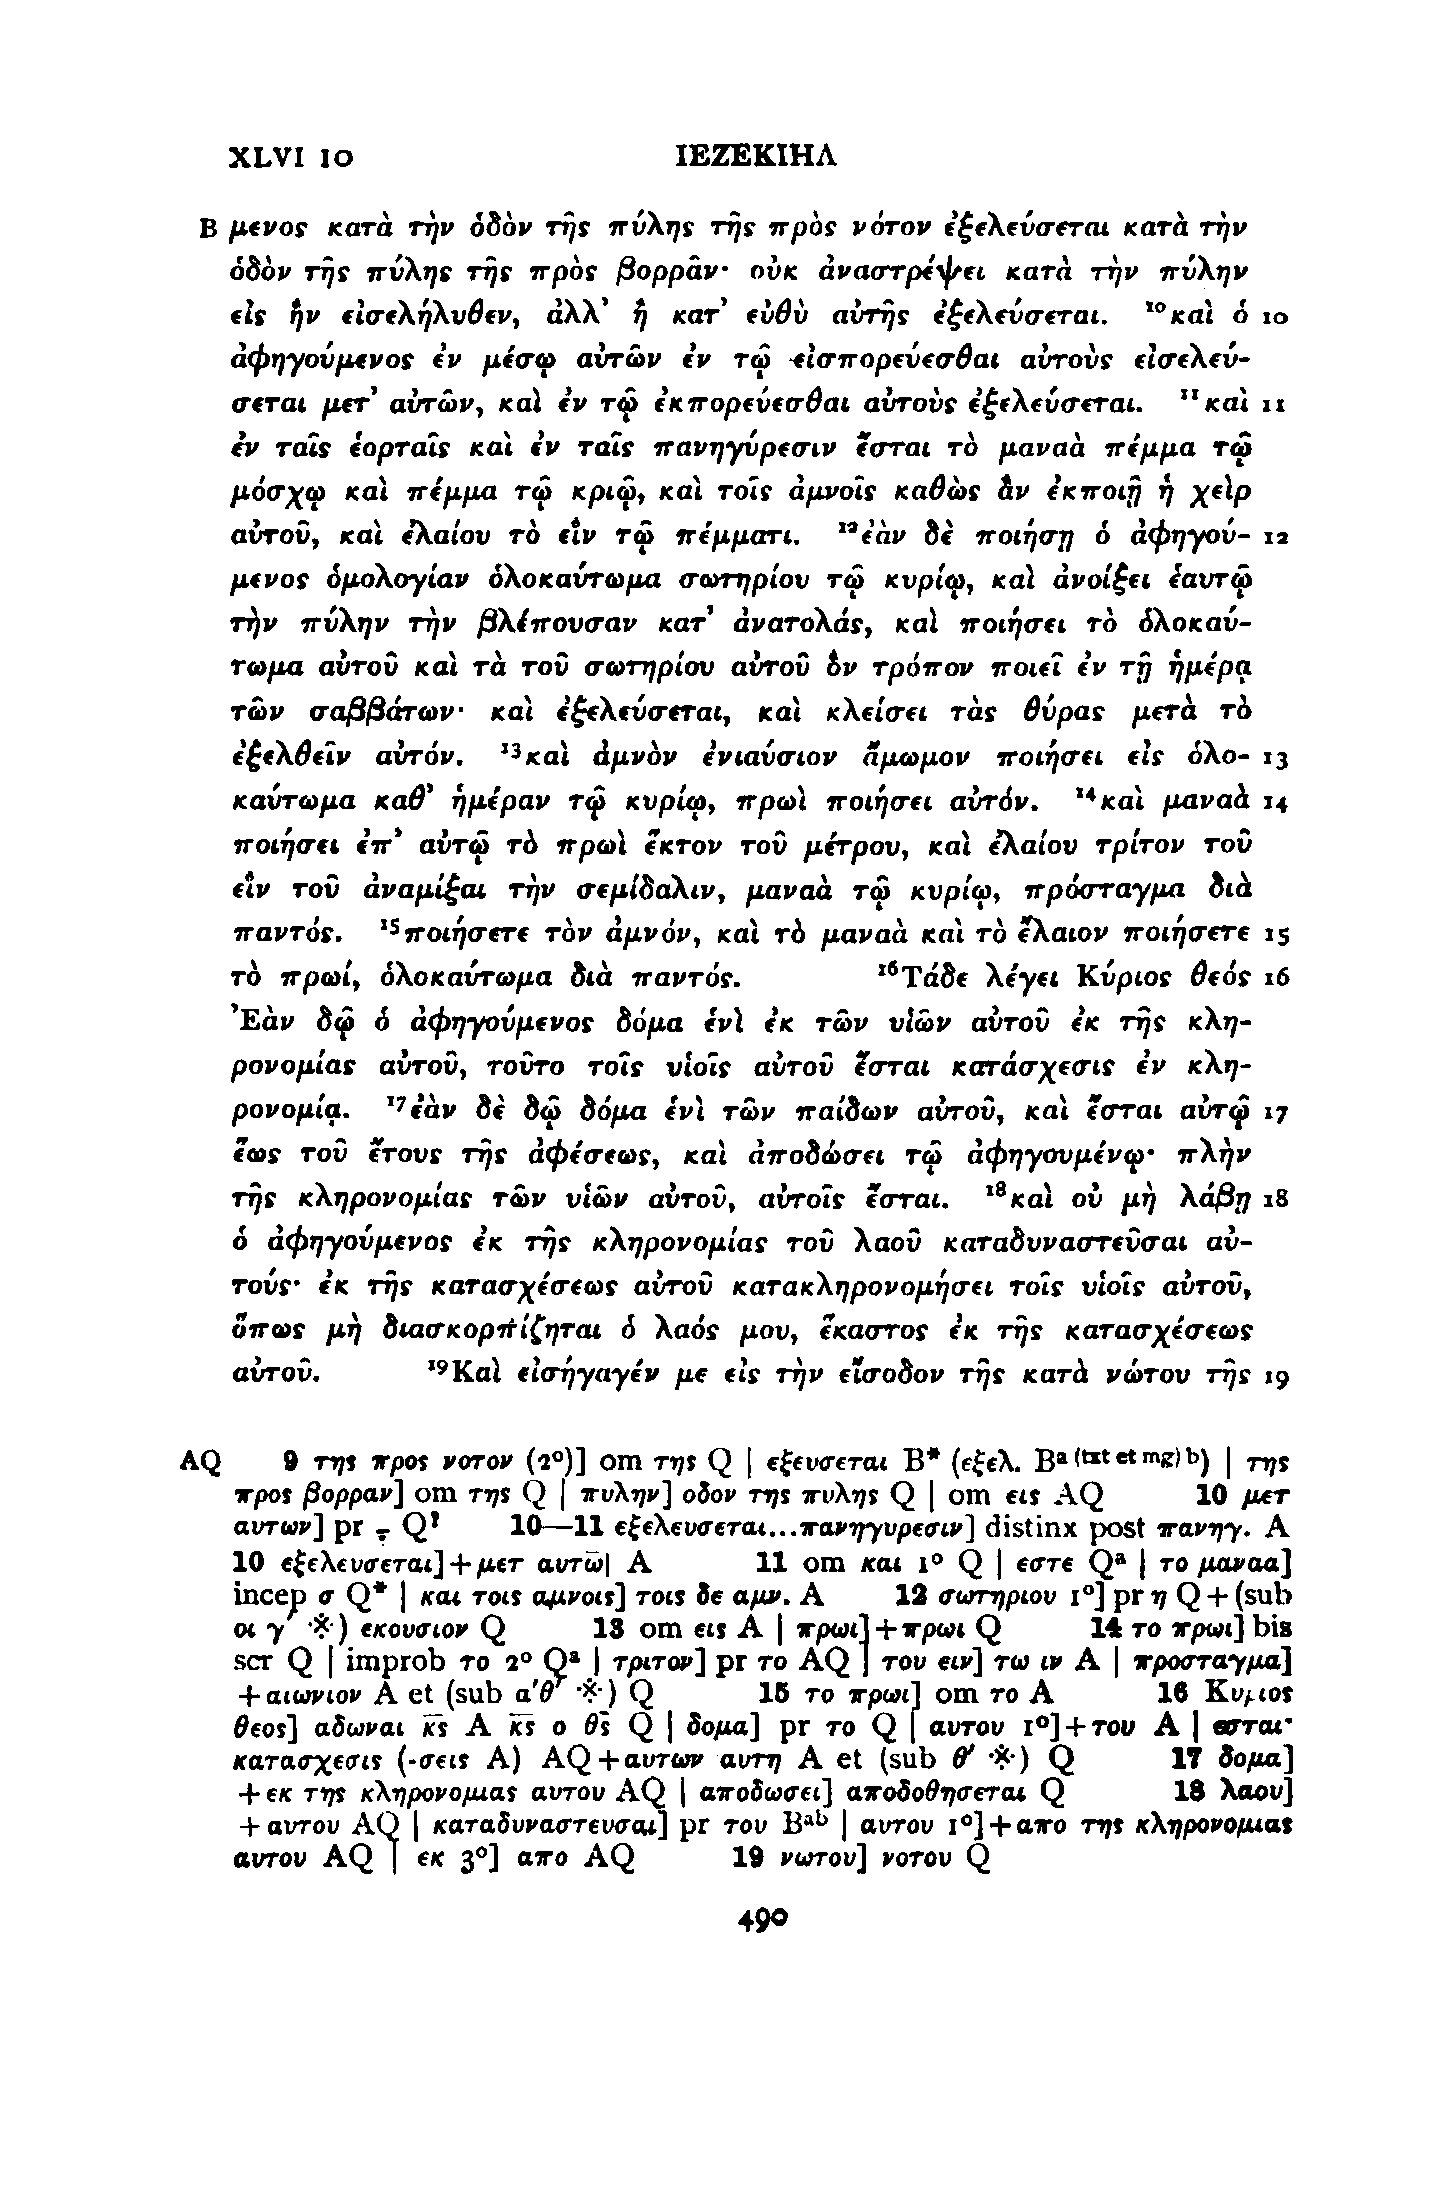 XLVI 10 ΙΕΖΕΚΙΗΛ
B μενος κατὰ τὴν ὁδὸν τῆς πύλης τῆς πρὸς νότον ἐξελεύσεται κατὰ τὴν
ὁδὸν τῆς πύλης τῆς πρὸς βορρᾶν· οὐκ ἀναστρέψει κατὰ τὴν πύλην
εἰς ἣν εἰσελήλυθεν, ἀλλ’ ἢ κατ’ εὐθὺ αὐτῆς ἐξελεύσεται. ¹⁰καὶ ὁ 10
ἀφηγούμενος ἐν μέσῳ αὐτῶν ἐν τῷ εἰσπορεύεσθαι αὐτοὺς εἰσελεύ-
σεται μετ’ αὐτῶν, καὶ ἐν τῷ ἐκπορεύεσθαι αὐτοὺς ἐξελεύσεται. ¹¹καὶ 11
ἐν ταῖς ἑορταῖς καὶ ἐν ταῖς πανηγύρεσιν ἔσται τὸ μαναὰ πέμμα τῷ
μόσχῳ καὶ πέμμα τῷ κριῷ, καὶ τοῖς ἀμνοῖς καθὼς ἂν ἐκποιῇ ἡ χεὶρ
αὐτοῦ, καὶ ἐλαίου τὸ εἲν τῷ πέμματι. ¹²ἐὰν δὲ ποιήσῃ ὁ ἀφηγού- 12
μενος ὁμολογίαν ὁλοκαύτωμα σωτηρίου τῷ κυρίῳ, καὶ ἀνοίξει ἑαυτῷ
τὴν πύλην τὴν βλέπουσαν κατ’ ἀνατολάς, καὶ ποιήσει τὸ ὁλοκαύ-
τωμα αὐτοῦ καὶ τὰ τοῦ σωτηρίου αὐτοῦ ὃν τρόπον ποιεῖ ἐν τῇ ἡμέρᾳ
τῶν σαββάτων· καὶ ἐξελεύσεται, καὶ κλείσει τὰς θύρας μετὰ τὸ
ἐξελθεῖν αὐτόν. ¹³καὶ ἀμνὸν ἐνιαύσιον ἄμωμον ποιήσει εἰς ὁλο- 13
καύτωμα καθ’ ἡμέραν τῷ κυρίῳ, πρωὶ ποιήσει αὐτόν. ¹⁴καὶ μαναὰ 14
ποιήσει ἐπ’ αὐτῷ τὸ πρωὶ ἕκτον τοῦ μέτρου, καὶ ἐλαίου τρίτον τοῦ
εἲν τοῦ ἀναμίξαι τὴν σεμίδαλιν, μαναὰ τῷ κυρίῳ, πρόσταγμα διὰ
παντός. ¹⁵ποιήσετε τὸν ἀμνόν, καὶ τὸ μαναὰ καὶ τὸ ἔλαιον ποιήσετε 15
τὸ πρωί, ὁλοκαύτωμα διὰ παντός. ¹⁶Τάδε λέγει Κύριος θεός 16
Ἐὰν δῷ ὁ ἀφηγούμενος δόμα ἑνὶ ἐκ τῶν υἱῶν αὐτοῦ ἐκ τῆς κλη-
ρονομίας αὐτοῦ, τοῦτο τοῖς υἱοῖς αὐτοῦ ἔσται κατάσχεσις ἐν κλη-
ρονομίᾳ. ¹⁷ἐὰν δὲ δῷ δόμα ἑνὶ τῶν παίδων αὐτοῦ, καὶ ἔσται αὐτῷ 17
ἕως τοῦ ἔτους τῆς ἀφέσεως, καὶ ἀποδώσει τῷ ἀφηγουμένῳ· πλὴν
τῆς κληρονομίας τῶν υἱῶν αὐτοῦ, αὐτοῖς ἔσται. ¹⁸καὶ οὐ μὴ λάβῃ 18
ὁ ἀφηγούμενος ἐκ τῆς κληρονομίας τοῦ λαοῦ καταδυναστεῦσαι αὐ-
τούς· ἐκ τῆς κατασχέσεως αὐτοῦ κατακληρονομήσει τοῖς υἱοῖς αὐτοῦ,
ὅπως μὴ διασκορπίζηται ὁ λαός μου, ἕκαστος ἐκ τῆς κατασχέσεως
αὐτοῦ. ¹⁹Καὶ εἰσήγαγέν με εἰς τὴν εἴσοδον τῆς κατὰ νώτου τῆς 19
AQ 9 της προς νοτον (2°)] om της Q | εξευσεται B* (εξελ. Bᵃ ⁽ᵗˣᵗ ᵉᵗ ᵐᵍ⁾ ᵇ) | της
προς βορραν] om της Q | πυλην] οδον της πυλης Q | om εις AQ 10 μετ
αυτων] pr ÷ Q? 10—11 εξελευσεται...πανηγυρεσιν] distinx post πανηγ. A
10 εξελευσεται]+μετ αυτω̄| A 11 om και 1° Q | εστε Qᵃ | το μαναα]
incep σ Q* | και τοις αμνοις] τοις δε αμν. A 12 σωτηριου 1°] pr η Q+(sub
οι γ′ ※) εκουσιον Q 13 om εις A | πρωι]+πρωι Q 14 το πρωι] bis
scr Q | improb το 2° Qᵃ | τριτον] pr το AQ | του ειν] τω ιν A | προσταγμα]
+αιωνιον A et (sub α′θ′ ※) Q 15 το πρωι] om το A 16 Κυριος
θεος] αδωναι κ̅ς̅ A κ̅ς̅ ο θ̅ς̅ Q | δομα] pr το Q | αυτου 1°]+του A | εσται·
κατασχεσις (-σεις A) AQ+αυτων αυτη A et (sub θ′ ※) Q 17 δομα]
+εκ της κληρονομιας αυτου AQ | αποδωσει] αποδοθησεται Q 18 λαου]
+αυτου AQ | καταδυναστευσαι] pr του Bᵃᵇ | αυτου 1°]+απο της κληρονομιας
αυτου AQ | εκ 3°] απο AQ 19 νωτου] νοτου Q
490